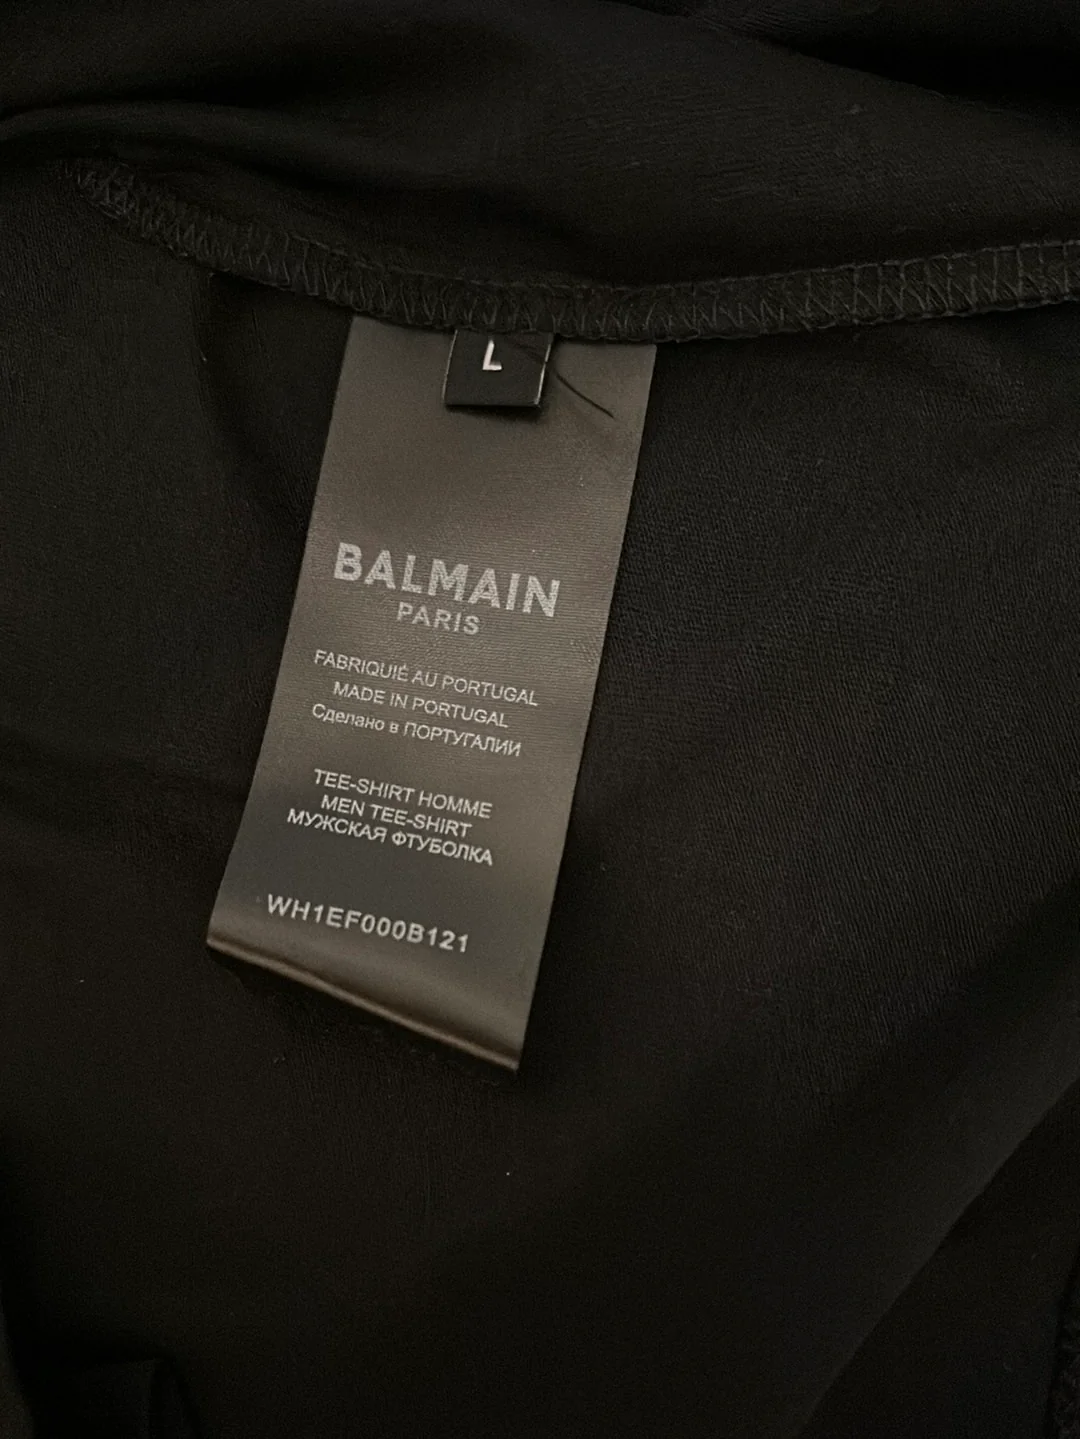 L
BALMAIN
PARIS
FABRIQUIÉ AU PORTUGAL
MADE IN PORTUGAL
Сделано в ПОРТУГАЛИИ
TEE-SHIRT HOMME
MEN TEE-SHIRT
МУЖСКАЯ ФТУБОЛКА
WH1EF000B121